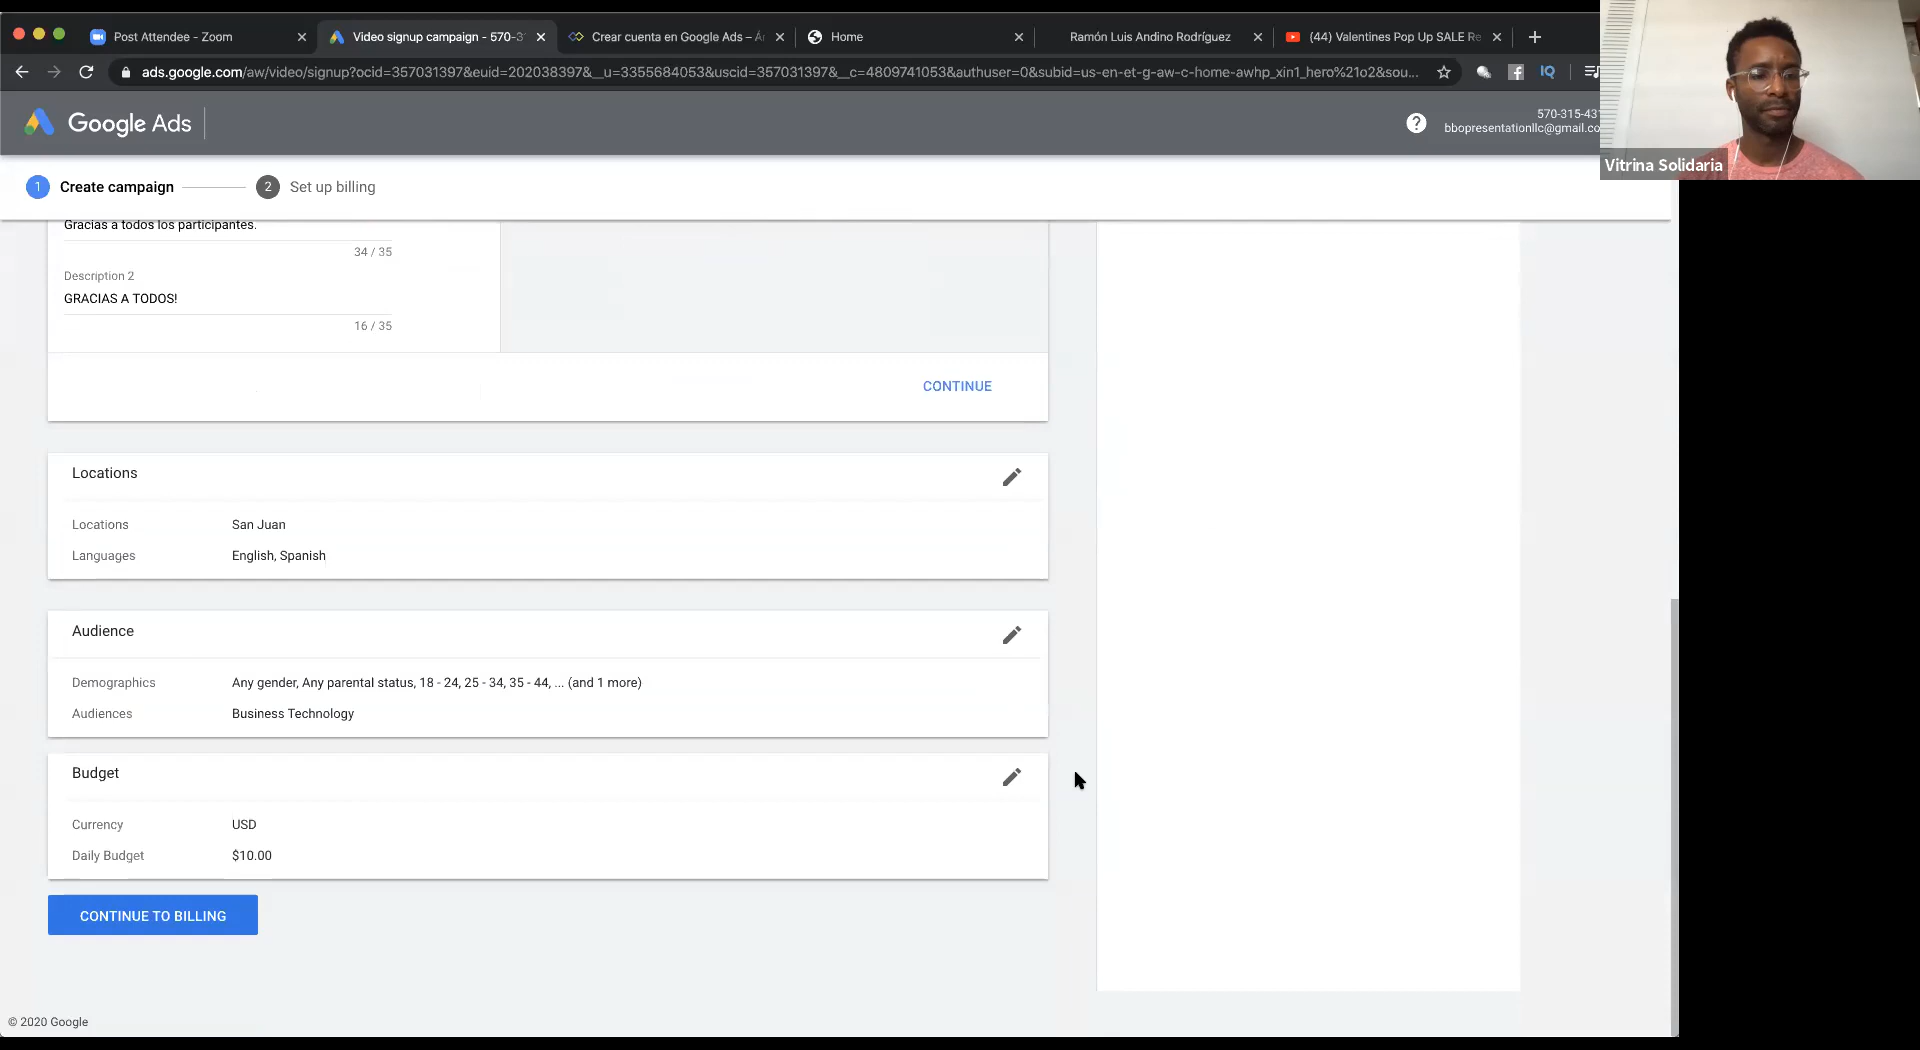 Post Attendee - Zoom
Video signup campaign - 570-3
Crear cuenta en Google Ads –
Home
Ramón Luis Andino Rodríguez
(44) Valentines Pop Up SALE Re
ads.google.com/aw/video/signup?ocid=357031397&euid=202038397&__u=3355684053&uscid=357031397&__c=4809741053&authuser=0&subid=us-en-et-g-aw-c-home-awhp_xin1_hero%21o2&sou...
IQ
Google Ads
?
570-315-43
bbopresentationllc@gmail.co
Vitrina Solidaria
1 Create campaign
2 Set up billing
Gracias a todos los participantes.
34 / 35
Description 2
GRACIAS A TODOS!
16 / 35
CONTINUE
Locations
Locations San Juan
Languages English, Spanish
Audience
Demographics Any gender, Any parental status, 18 - 24, 25 - 34, 35 - 44, ... (and 1 more)
Audiences Business Technology
Budget
Currency USD
Daily Budget $10.00
CONTINUE TO BILLING
© 2020 Google